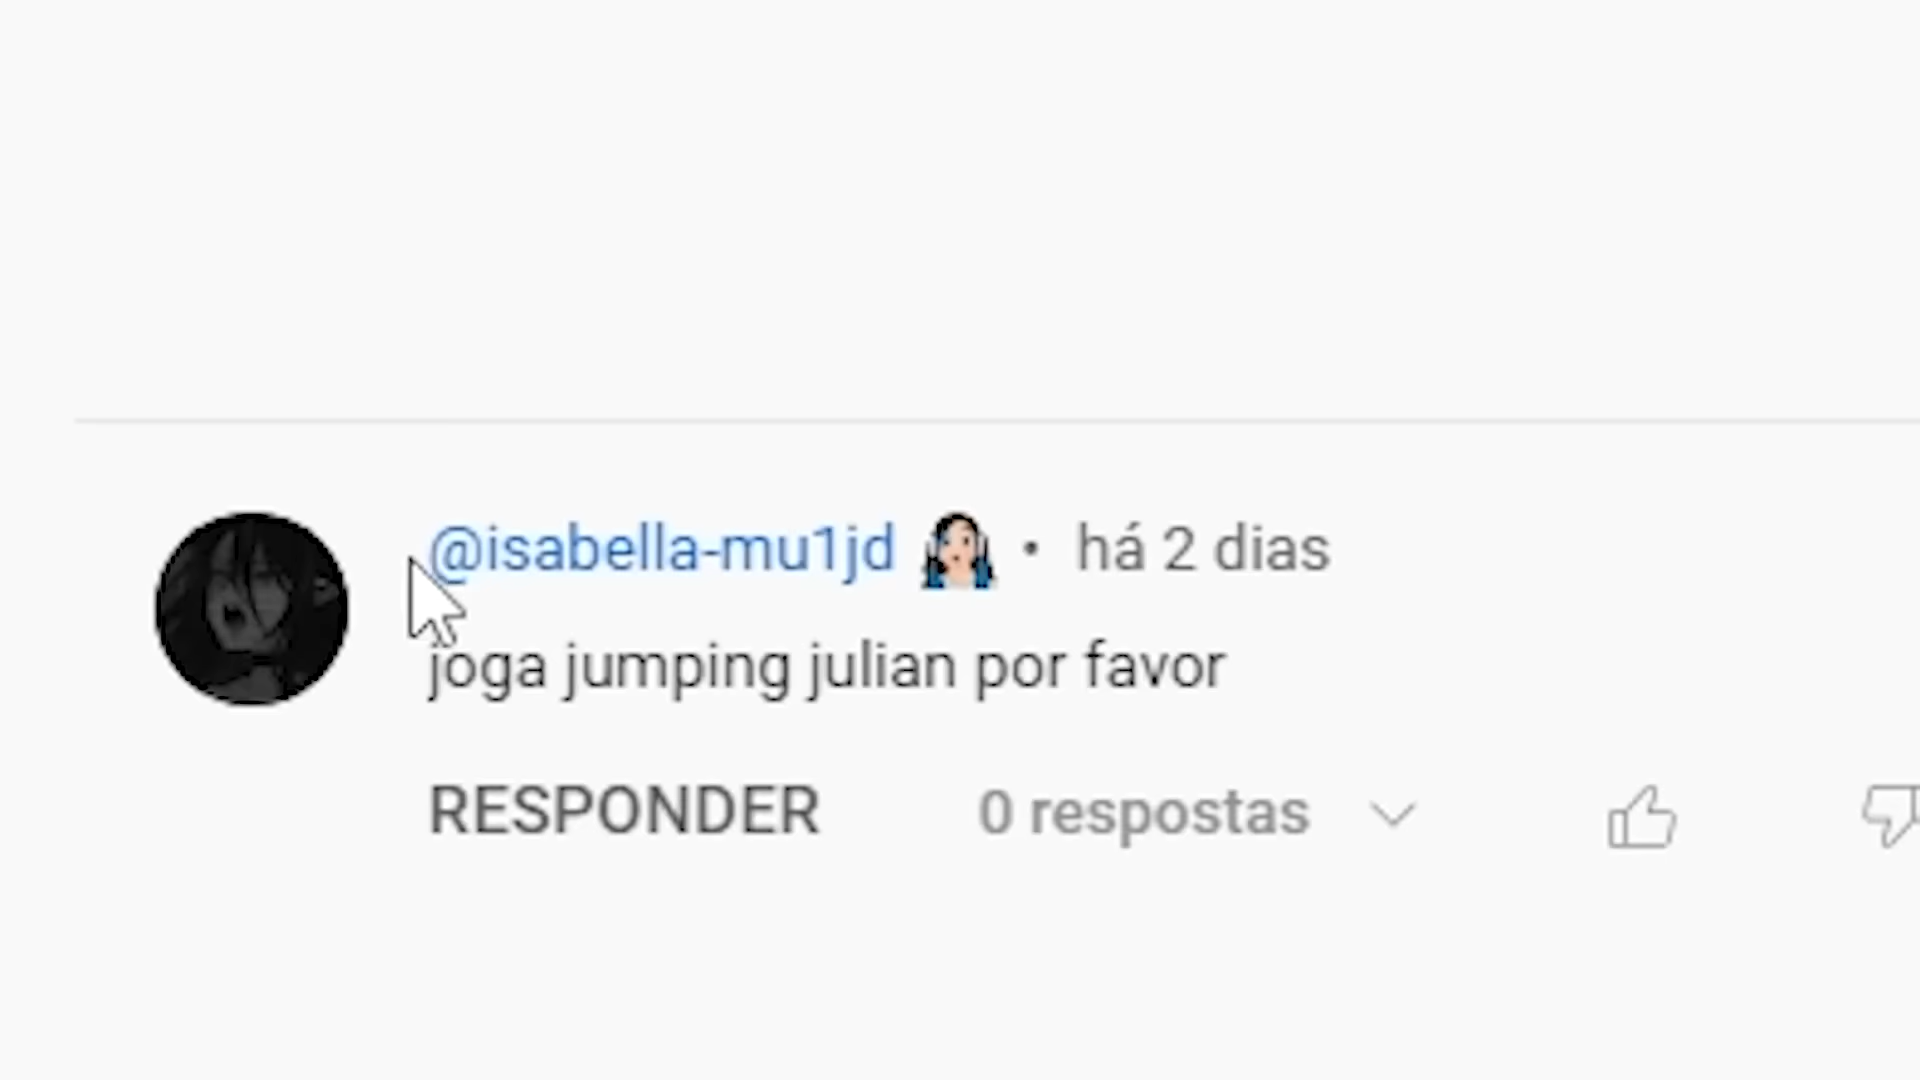 @isabella-mu1jd • há 2 dias
joga jumping julian por favor
RESPONDER 0 respostas